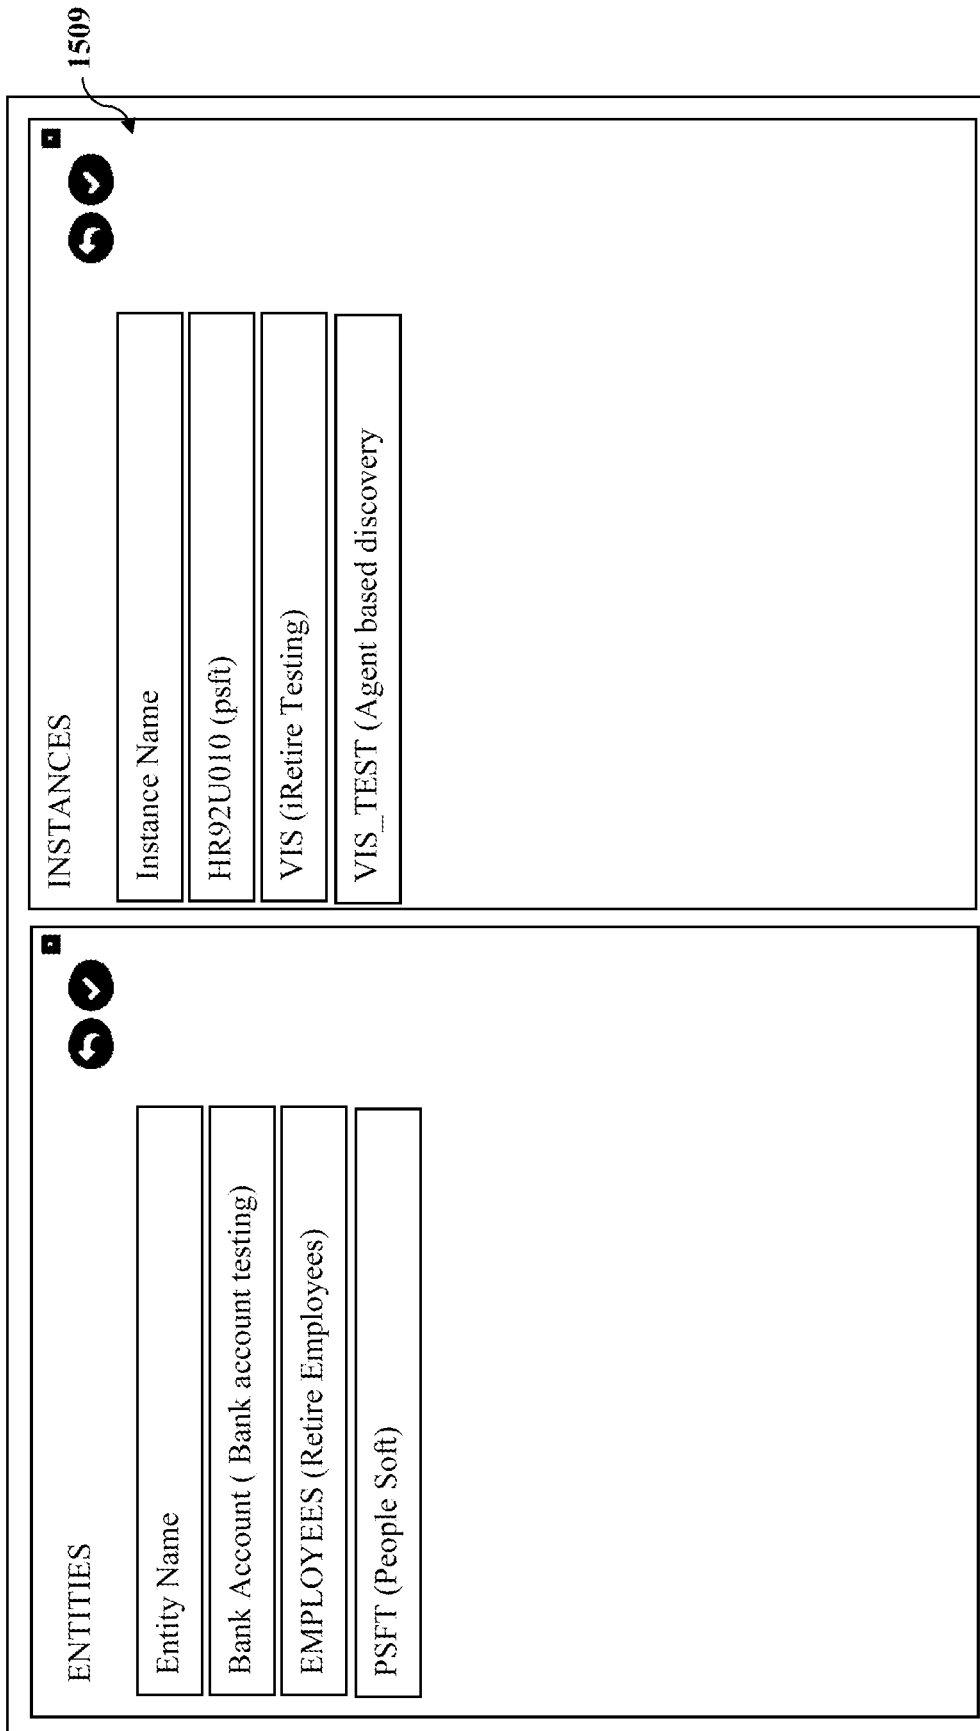 1509
ENTITIES
Entity Name
Bank Account ( Bank account testing)
EMPLOYEES (Retire Employees)
PSFT (People Soft)
INSTANCES
Instance Name
HR92U010 (psft)
VIS (iRetire Testing)
VIS_TEST (Agent based discovery